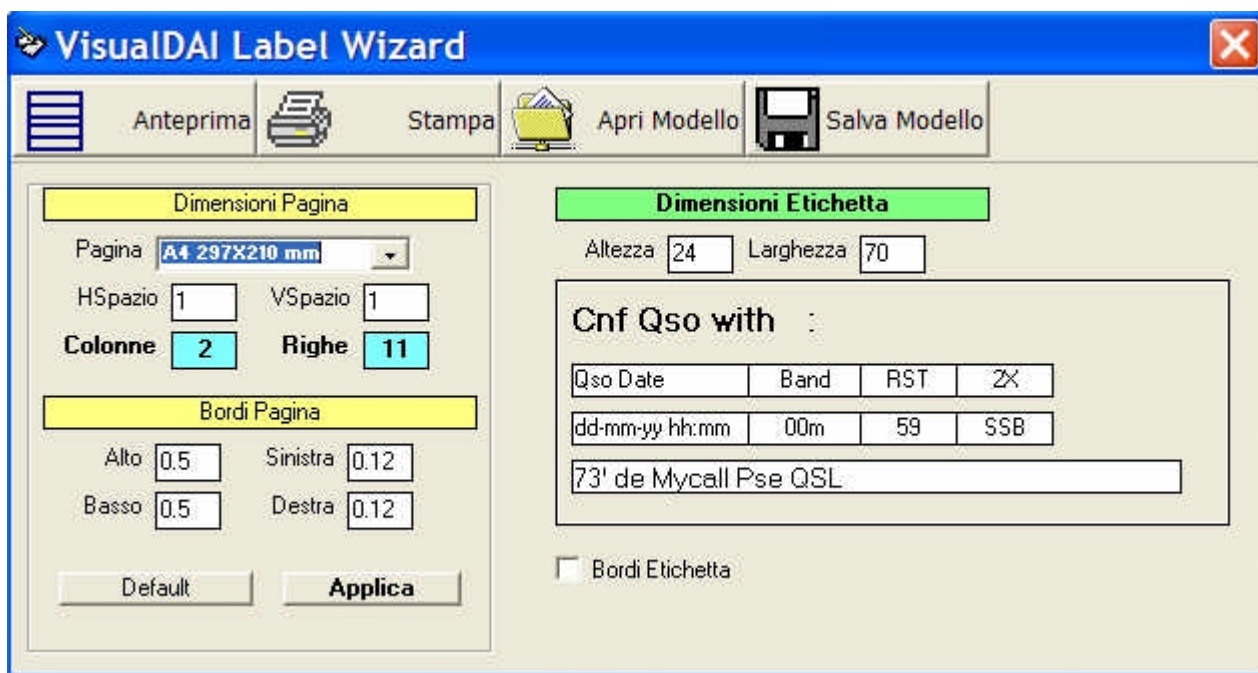 VisualDAI Label Wizard
Anteprima Stampa Apri Modello Salva Modello
Dimensioni Pagina
Pagina A4 297X210 mm
HSpazio 1 VSpazio 1
Colonne 2 Righe 11
Bordi Pagina
Alto 0.5 Sinistra 0.12
Basso 0.5 Destra 0.12
Default Applica
Dimensioni Etichetta
Altezza 24 Larghezza 70
Cnf Qso with :
Qso Date Band RST 2X
dd-mm-yy hh:mm 00m 59 SSB
73' de Mycall Pse QSL
Bordi Etichetta